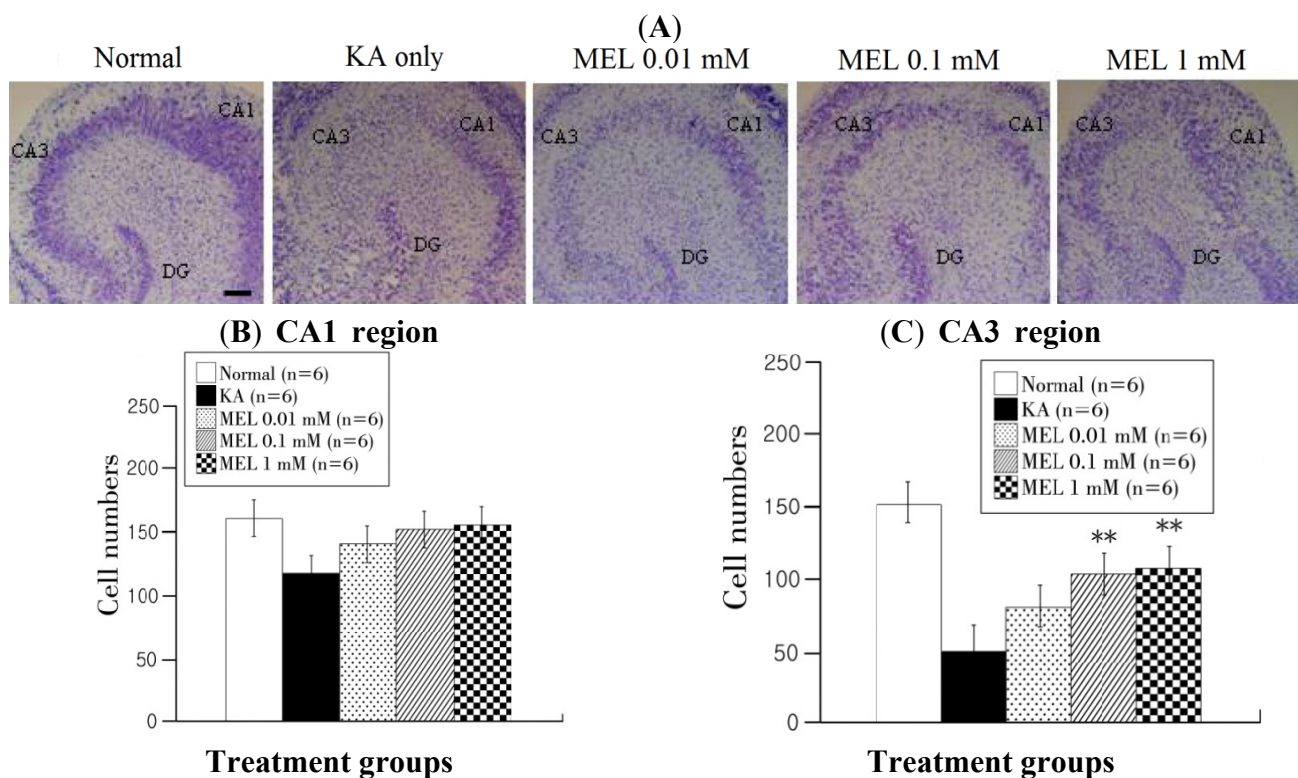 (A)
Normal KA only MEL 0.01 mM MEL 0.1 mM MEL 1 mM
CA1 CA3 DG
CA3 CA1 DG
CA3 CA1 DG
CA3 CA1 DG
CA3 CA1 DG
(B) CA1 region
Normal (n=6)
KA (n=6)
MEL 0.01 mM (n=6)
MEL 0.1 mM (n=6)
MEL 1 mM (n=6)
Cell numbers
250
200
150
100
50
0
Treatment groups
(C) CA3 region
Normal (n=6)
KA (n=6)
MEL 0.01 mM (n=6)
MEL 0.1 mM (n=6)
MEL 1 mM (n=6)
Cell numbers
250
200
150
100
50
0
** **
Treatment groups